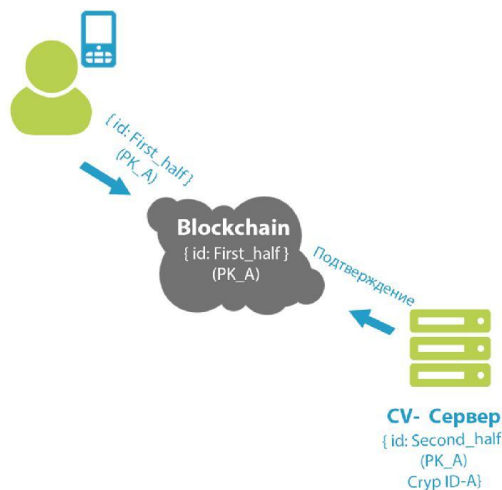 { id: First_half }
(PK_A)
Blockchain
{ id: First_half }
(PK_A)
Подтверждение
CV- Сервер
{ id: Second_half
(PK_A)
Cryp ID-A}